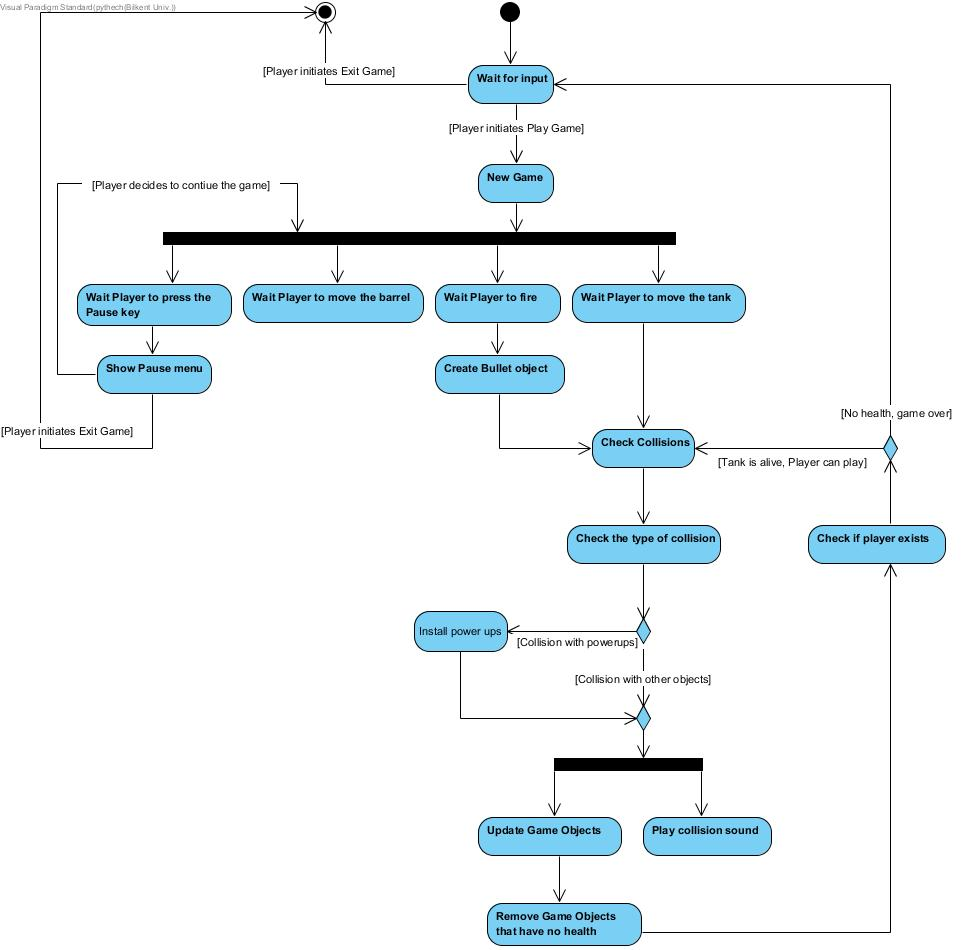 Visual Paradigm Standard(pythech(Bilkent Univ.))
[Player initiates Exit Game]
Wait for input
[Player initiates Play Game]
New Game
[Player decides to contiue the game]
Wait Player to press the
Pause key
Wait Player to move the barrel
Wait Player to fire
Wait Player to move the tank
Show Pause menu
Create Bullet object
[Player initiates Exit Game]
[No health, game over]
Check Collisions
[Tank is alive, Player can play]
Check the type of collision
Check if player exists
Install power ups
[Collision with powerups]
[Collision with other objects]
Update Game Objects
Play collision sound
Remove Game Objects
that have no health